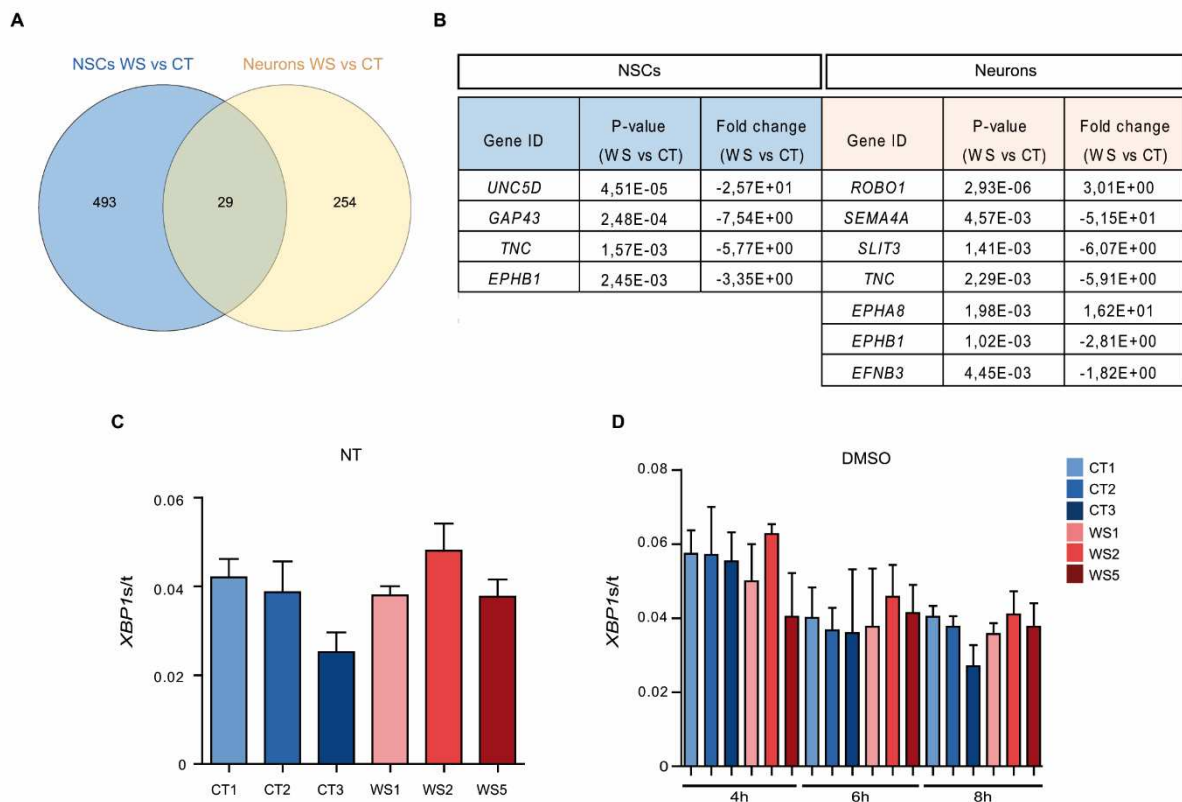 A
NSCs WS vs CT
Neurons WS vs CT
493
29
254
B
NSCs
Neurons
Gene ID
P-value
(WS vs CT)
Fold change
(WS vs CT)
Gene ID
P-value
(WS vs CT)
Fold change
(WS vs CT)
UNC5D 4,51E-05 -2,57E+01 ROBO1 2,93E-06 3,01E+00
GAP43 2,48E-04 -7,54E+00 SEMA4A 4,57E-03 -5,15E+01
TNC 1,57E-03 -5,77E+00 SLIT3 1,41E-03 -6,07E+00
EPHB1 2,45E-03 -3,35E+00 TNC 2,29E-03 -5,91E+00
EPHA8 1,98E-03 1,62E+01
EPHB1 1,02E-03 -2,81E+00
EFNB3 4,45E-03 -1,82E+00
C
NT
XBP1s/t
0.06
0.04
0.02
0
CT1 CT2 CT3 WS1 WS2 WS5
D
DMSO
XBP1s/t
0.08
0.06
0.04
0.02
0
4h 6h 8h
CT1
CT2
CT3
WS1
WS2
WS5